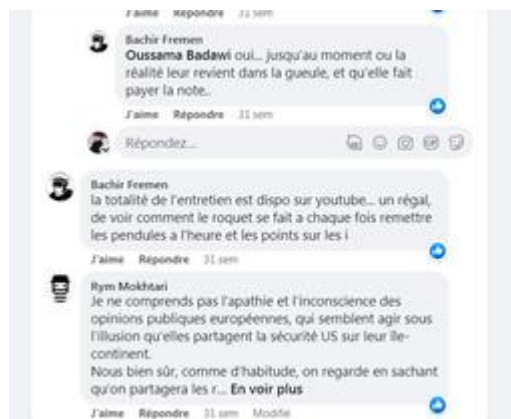 J'aime Répondre 31 sem
Bachir Fremen
Oussama Badawi oui... jusqu'au moment ou la
réalité leur revient dans la gueule, et qu'elle fait
payer la note..
J'aime Répondre 31 sem
Répondez...
GIF
Bachir Fremen
la totalité de l'entretien est dispo sur youtube... un régal,
de voir comment le roquet se fait a chaque fois remettre
les pendules a l'heure et les points sur les i
J'aime Répondre 31 sem
Rym Mokhtari
Je ne comprends pas l'apathie et l'inconscience des
opinions publiques européennes, qui semblent agir sous
l'illusion qu'elles partagent la sécurité US sur leur île-
continent.
Nous bien sûr, comme d'habitude, on regarde en sachant
qu'on partagera les r... En voir plus
J'aime Répondre 31 sem Modifié